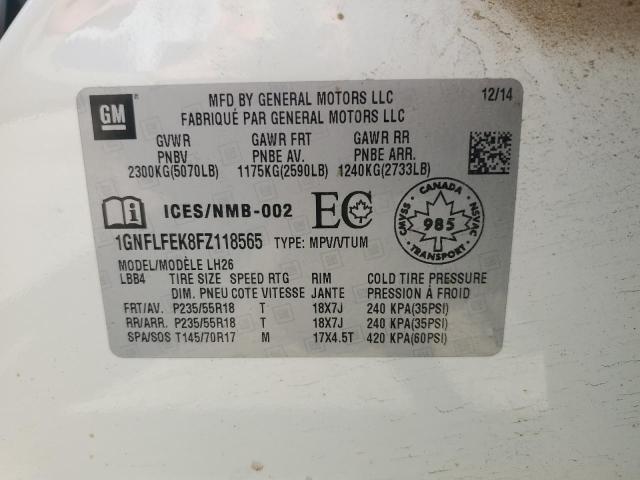 GM
MFD BY GENERAL MOTORS LLC 12/14
FABRIQUÉ PAR GENERAL MOTORS LLC
GVWR GAWR FRT GAWR RR
PNBV PNBE AV. PNBE ARR.
2300KG(5070LB) 1175KG(2590LB) 1240KG(2733LB)
ICES/NMB-002 EC
CANADA
CMVSS 985 NSVAC
TRANSPORT
1GNFLFEK8FZ118565 TYPE: MPV/VTUM
MODEL/MODÈLE LH26
LBB4 TIRE SIZE SPEED RTG RIM COLD TIRE PRESSURE
DIM. PNEU COTE VITESSE JANTE PRESSION À FROID
FRT/AV. P235/55R18 T 18X7J 240 KPA(35PSI)
RR/ARR. P235/55R18 T 18X7J 240 KPA(35PSI)
SPA/SOS T145/70R17 M 17X4.5T 420 KPA(60PSI)